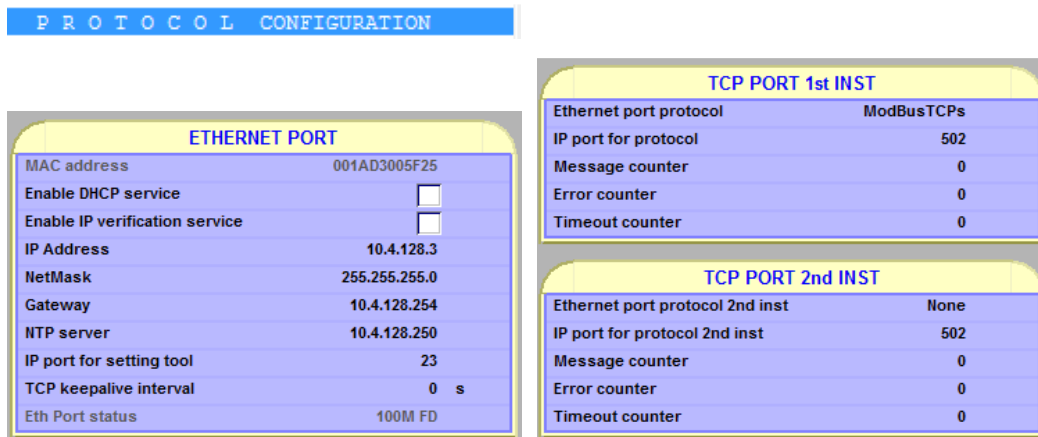 P R O T O C O L CONFIGURATION
ETHERNET PORT
MAC address 001AD3005F25
Enable DHCP service
Enable IP verification service
IP Address 10.4.128.3
NetMask 255.255.255.0
Gateway 10.4.128.254
NTP server 10.4.128.250
IP port for setting tool 23
TCP keepalive interval 0 s
Eth Port status 100M FD
TCP PORT 1st INST
Ethernet port protocol ModBusTCPs
IP port for protocol 502
Message counter 0
Error counter 0
Timeout counter 0
TCP PORT 2nd INST
Ethernet port protocol 2nd inst None
IP port for protocol 2nd inst 502
Message counter 0
Error counter 0
Timeout counter 0